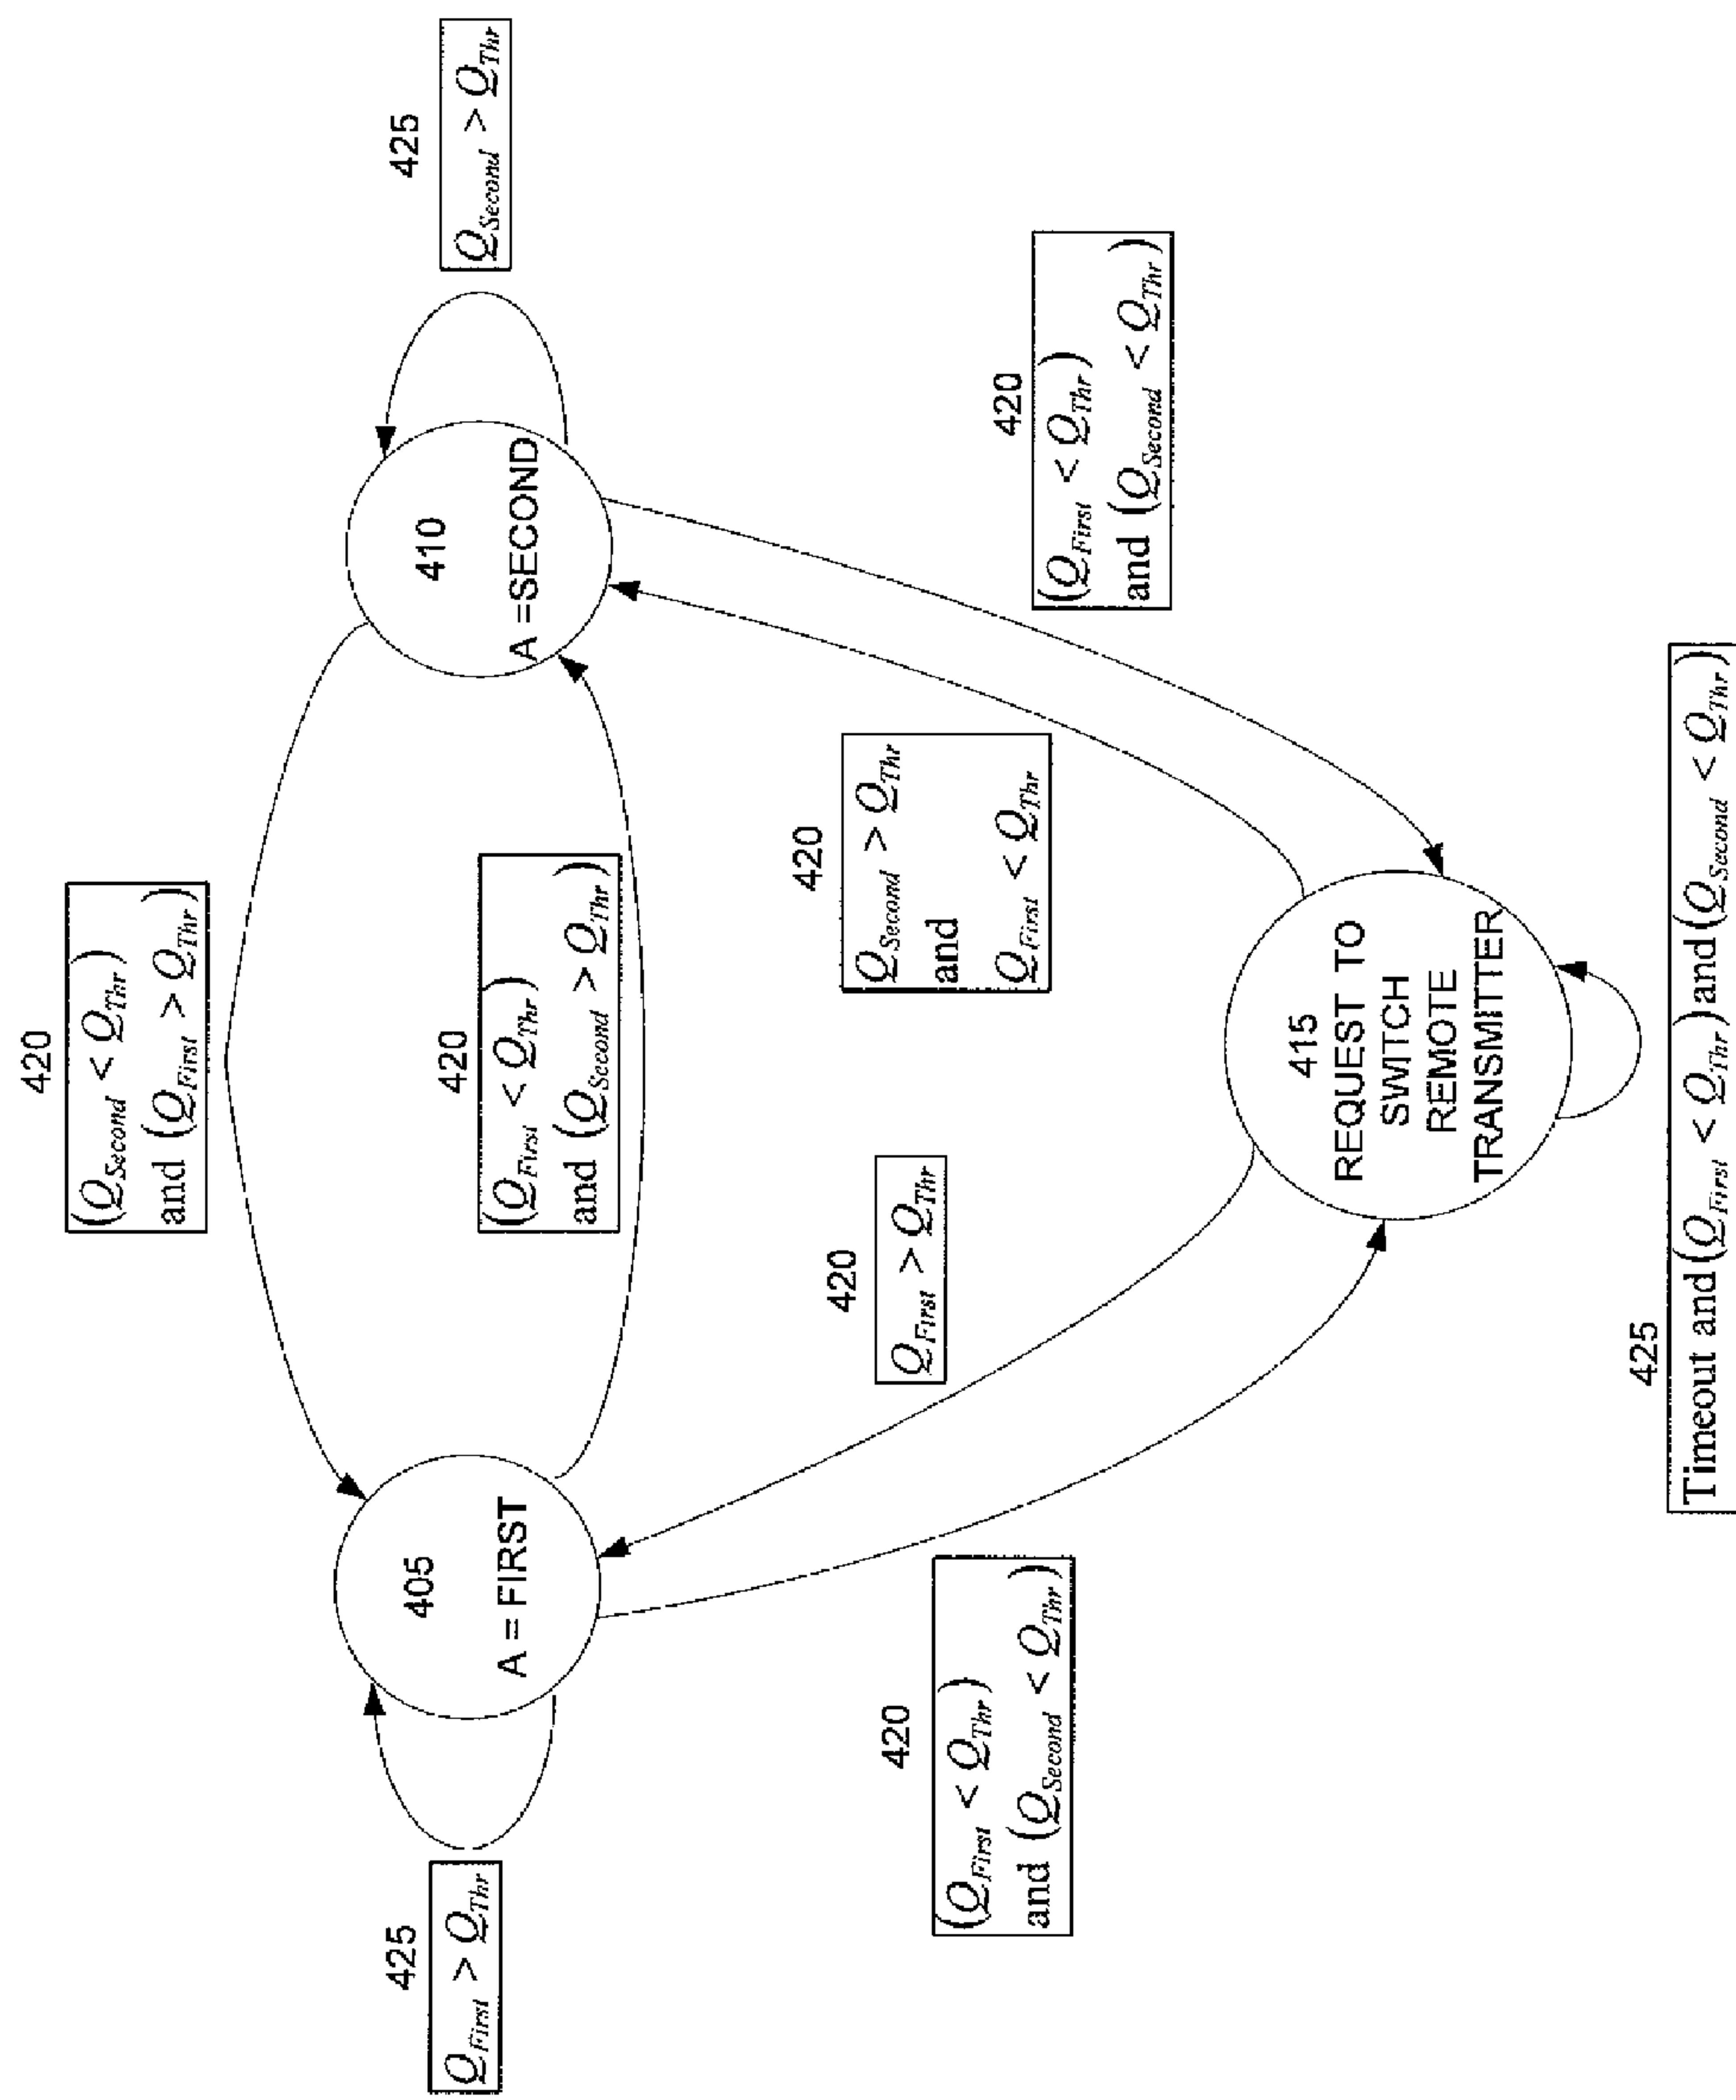 420
(Q_Second < Q_Thr)
and (Q_First > Q_Thr)
420
(Q_First < Q_Thr)
and (Q_Second > Q_Thr)
425
Q_First > Q_Thr
405
A = FIRST
410
A =SECOND
425
Q_Second > Q_Thr
420
Q_First > Q_Thr
420
Q_Second > Q_Thr
and
Q_First < Q_Thr
420
(Q_First < Q_Thr)
and (Q_Second < Q_Thr)
420
(Q_First < Q_Thr)
and (Q_Second < Q_Thr)
415
REQUEST TO
SWITCH
REMOTE
TRANSMITTER
425
Timeout and (Q_First < Q_Thr) and (Q_Second < Q_Thr)